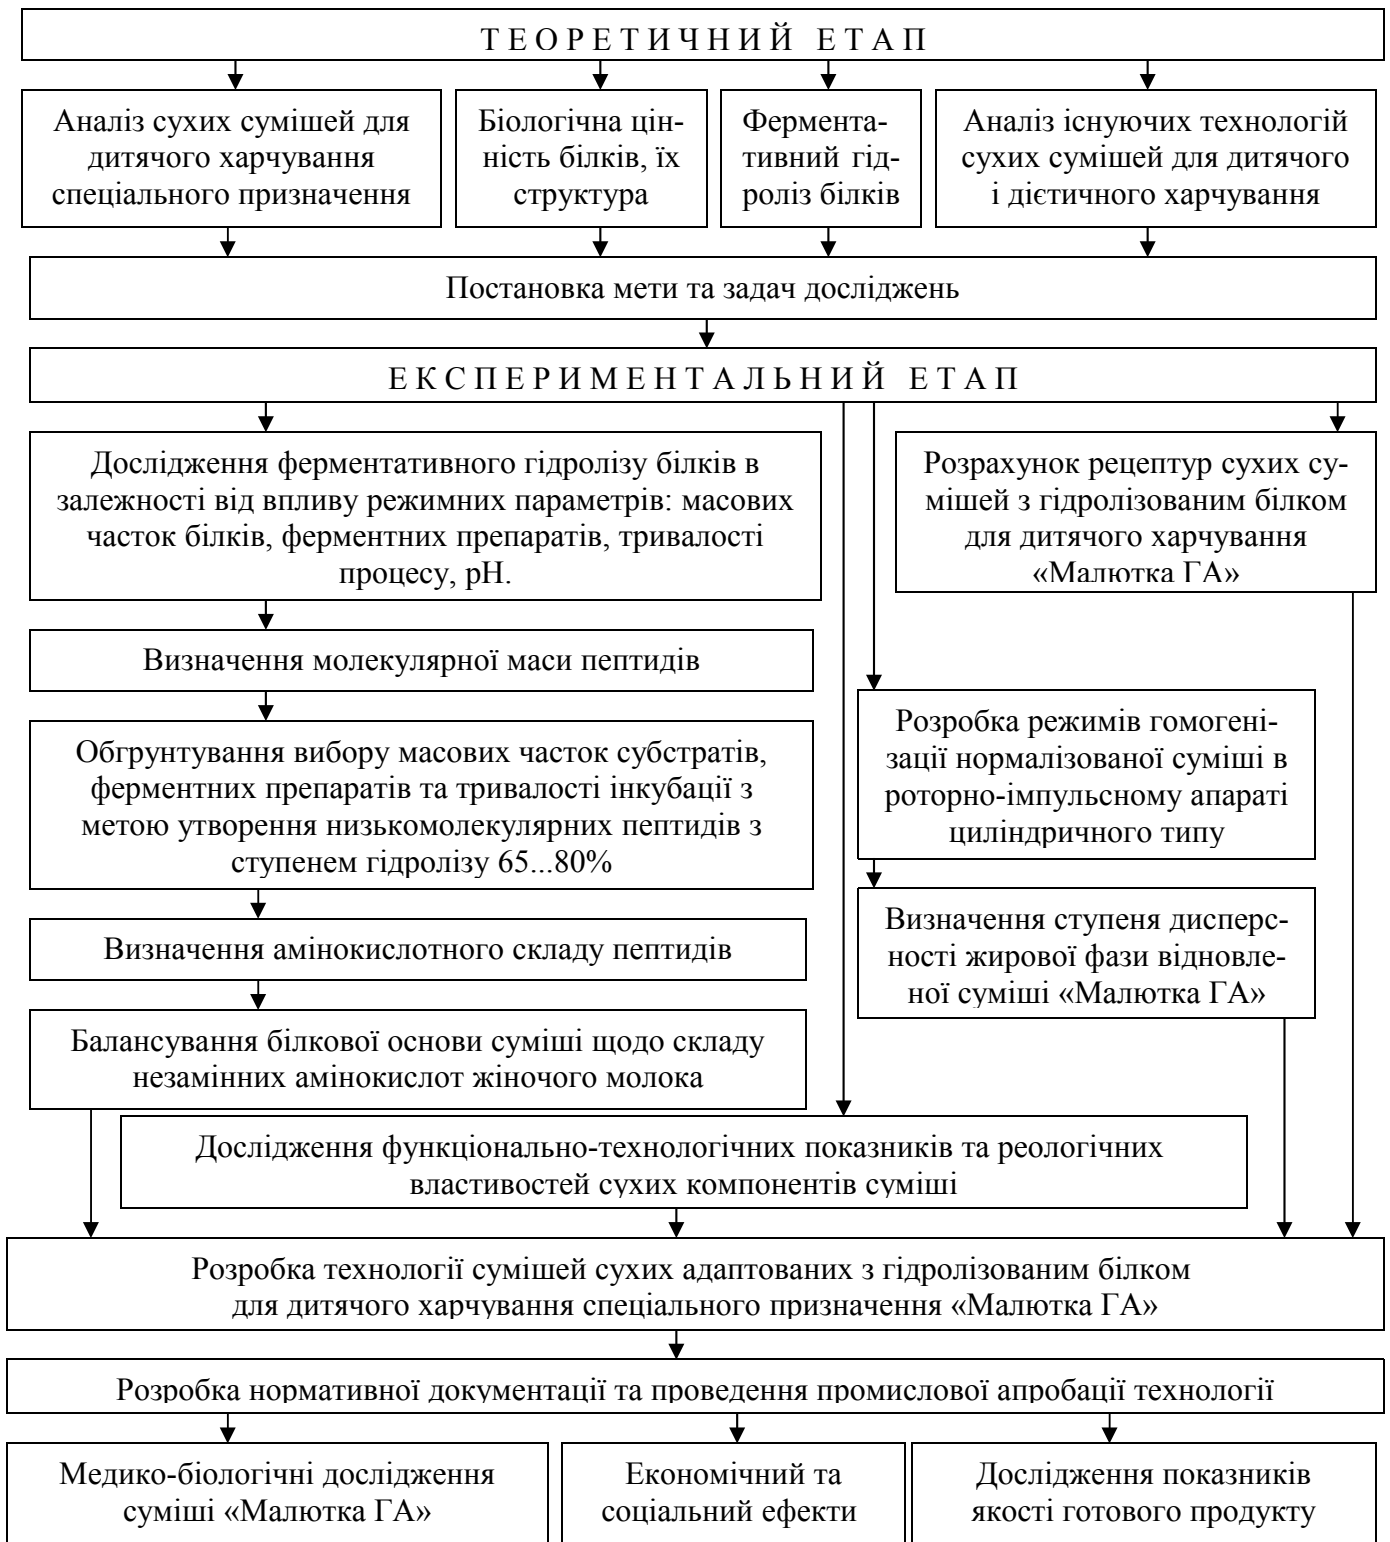 ТЕОРЕТИЧНИЙ ЕТАП
Аналіз сухих сумішей для
дитячого харчування
спеціального призначення
Біологічна цін-
ність білків, їх
структура
Фермента-
тивний гід-
роліз білків
Аналіз існуючих технологій
сухих сумішей для дитячого
і дієтичного харчування
Постановка мети та задач досліджень
ЕКСПЕРИМЕНТАЛЬНИЙ ЕТАП
Дослідження ферментативного гідролізу білків в
залежності від впливу режимних параметрів: масових
часток білків, ферментних препаратів, тривалості
процесу, рН.
Розрахунок рецептур сухих су-
мішей з гідролізованим білком
для дитячого харчування
«Малютка ГА»
Визначення молекулярної маси пептидів
Обгрунтування вибору масових часток субстратів,
ферментних препаратів та тривалості інкубації з
метою утворення низькомолекулярних пептидів з
ступенем гідролізу 65...80%
Розробка режимів гомогені-
зації нормалізованої суміші в
роторно-імпульсному апараті
циліндричного типу
Визначення амінокислотного складу пептидів
Визначення ступеня дисперс-
ності жирової фази відновле-
ної суміші «Малютка ГА»
Балансування білкової основи суміші щодо складу
незамінних амінокислот жіночого молока
Дослідження функціонально-технологічних показників та реологічних
властивостей сухих компонентів суміші
Розробка технології сумішей сухих адаптованих з гідролізованим білком
для дитячого харчування спеціального призначення «Малютка ГА»
Розробка нормативної документації та проведення промислової апробації технології
Медико-біологічні дослідження
суміші «Малютка ГА»
Економічний та
соціальний ефекти
Дослідження показників
якості готового продукту